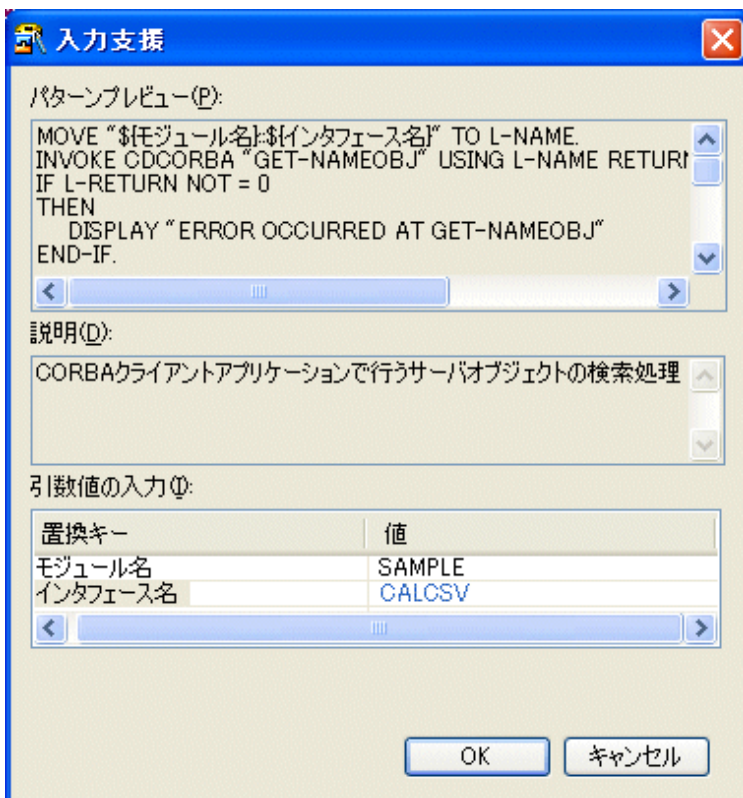 入力支援
パターンプレビュー(P):
MOVE "${モジュール名}:${インタフェース名}" TO L-NAME.
INVOKE CDCORBA "GET-NAMEOBJ" USING L-NAME RETURN
IF L-RETURN NOT = 0
THEN
DISPLAY "ERROR OCCURRED AT GET-NAMEOBJ"
END-IF.
説明(D):
CORBAクライアントアプリケーションで行うサーバオブジェクトの検索処理
引数値の入力(I):
置換キー 値
モジュール名 SAMPLE
インタフェース名 CALCSV
OK キャンセル